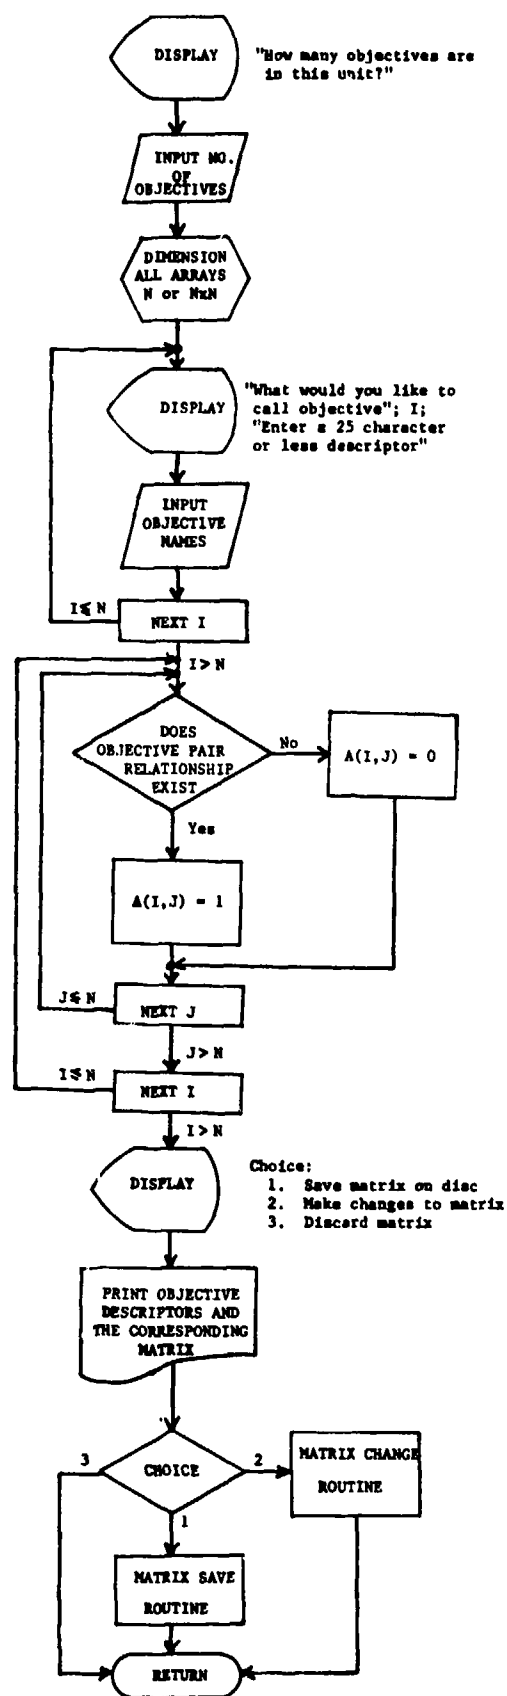 DISPLAY
"How many objectives are
in this unit?"
INPUT NO.
OF
OBJECTIVES
DIMENSION
ALL ARRAYS
N or NxN
DISPLAY
"What would you like to
call objective"; I;
"Enter a 25 character
or less descriptor"
INPUT
OBJECTIVE
NAMES
I≤ N
NEXT I
I> N
DOES
OBJECTIVE PAIR
RELATIONSHIP
EXIST
No
A(I,J) = 0
Yes
A(I,J) = 1
J≤ N
NEXT J
J> N
I≤ N
NEXT I
I> N
DISPLAY
Choice:
1. Save matrix on disc
2. Make changes to matrix
3. Discard matrix
PRINT OBJECTIVE
DESCRIPTORS AND
THE CORRESPONDING
MATRIX
3
CHOICE
2
MATRIX CHANGE
ROUTINE
1
MATRIX SAVE
ROUTINE
RETURN